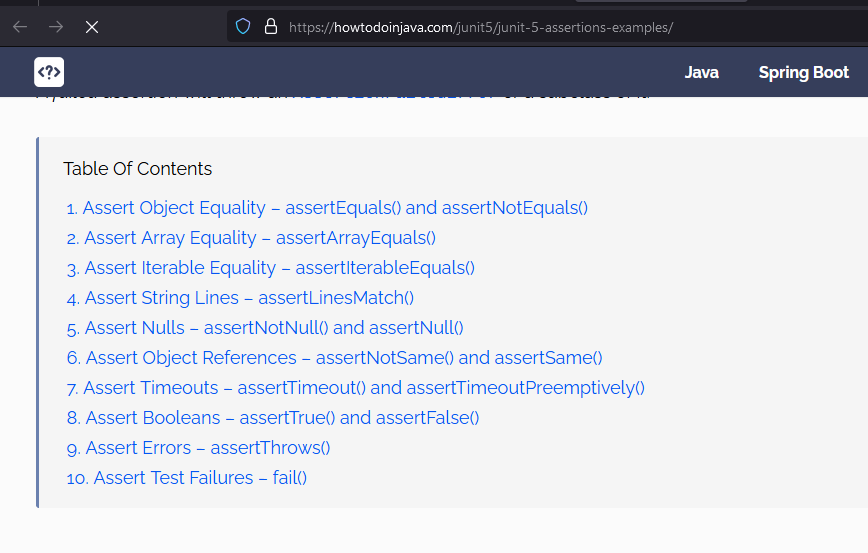 https://howtodoinjava.com/junit5/junit-5-assertions-examples/
<?>
Java
Spring Boot
Table Of Contents
1. Assert Object Equality – assertEquals() and assertNotEquals()
2. Assert Array Equality – assertArrayEquals()
3. Assert Iterable Equality – assertIterableEquals()
4. Assert String Lines – assertLinesMatch()
5. Assert Nulls – assertNotNull() and assertNull()
6. Assert Object References – assertNotSame() and assertSame()
7. Assert Timeouts – assertTimeout() and assertTimeoutPreemptively()
8. Assert Booleans – assertTrue() and assertFalse()
9. Assert Errors – assertThrows()
10. Assert Test Failures – fail()